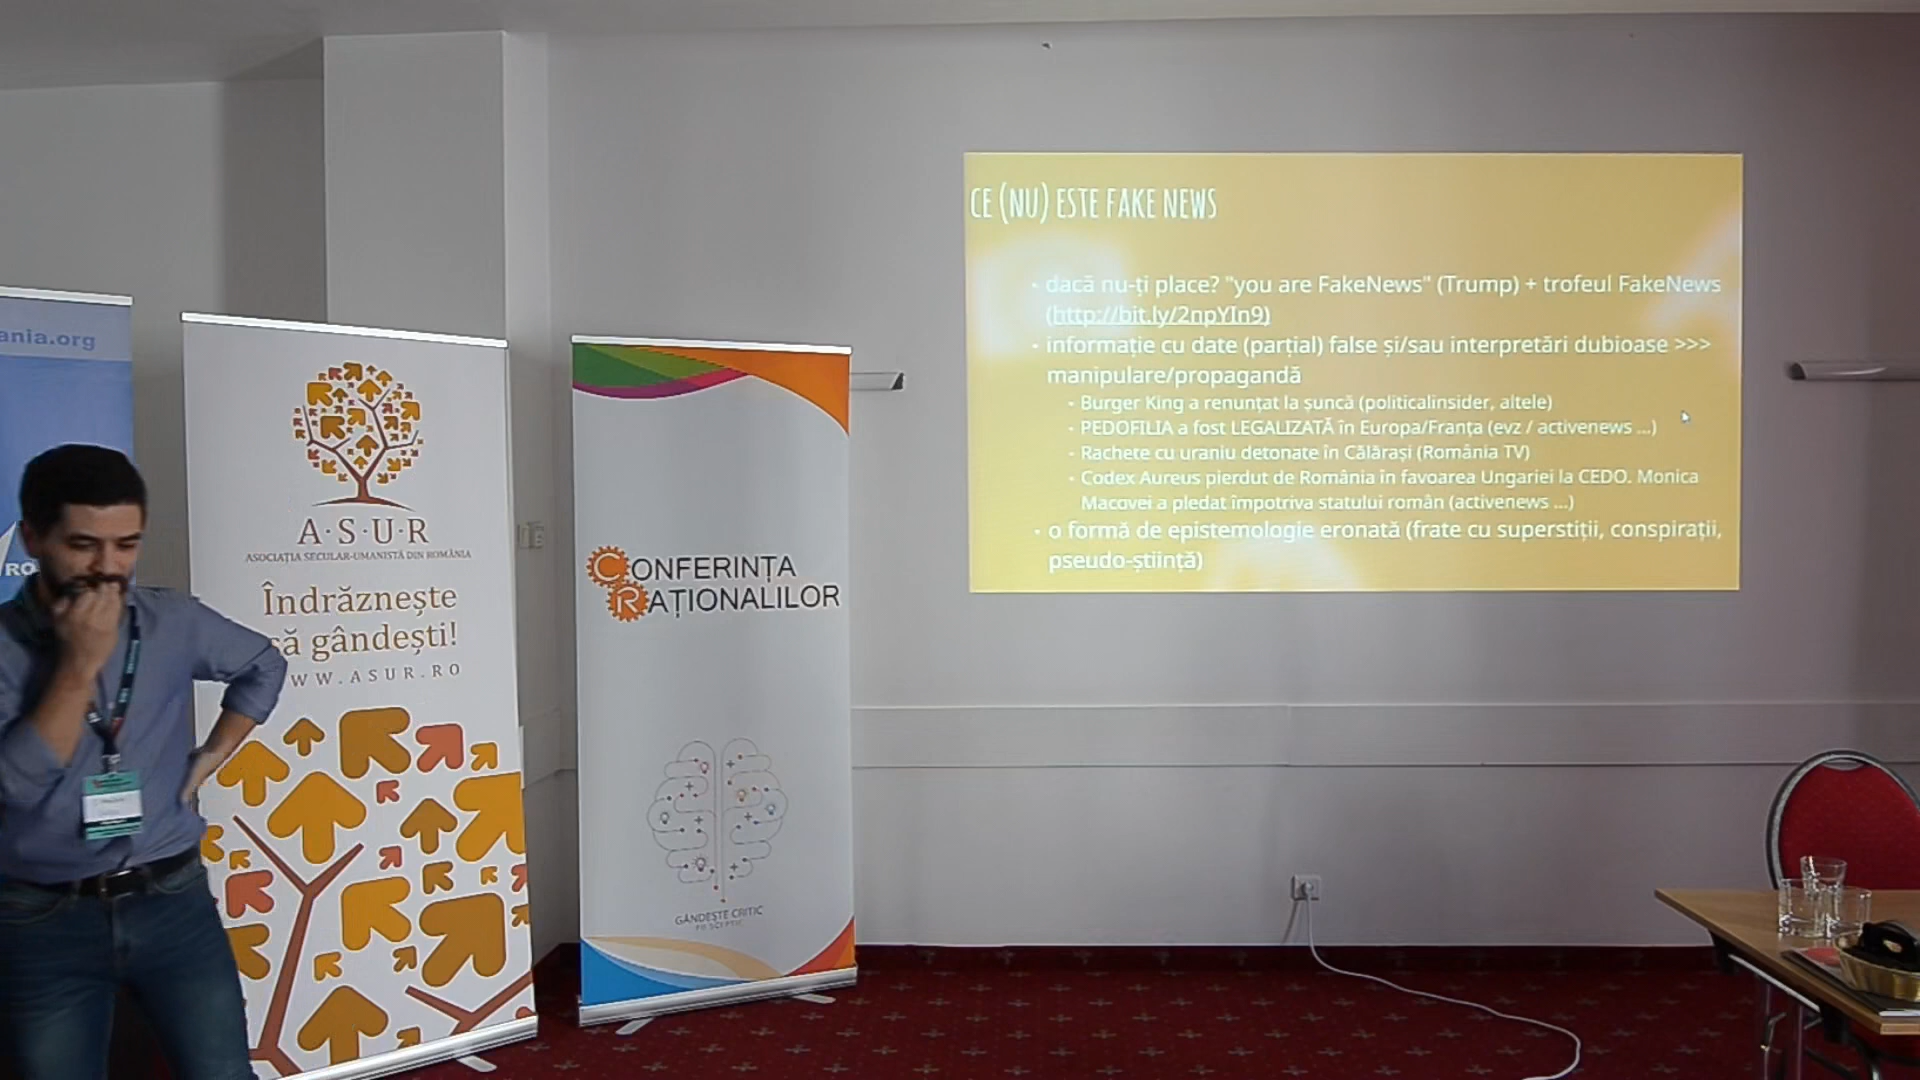 ania.org
RO
A·S·U·R
ASOCIAȚIA SECULAR-UMANISTĂ DIN ROMÂNIA
Îndrăznește
să gândești!
WW.ASUR.RO
CONFERINȚA
RAȚIONALILOR
GÂNDEȘTE CRITIC
CE (NU) ESTE FAKE NEWS
• dacă nu-ți place? "you are FakeNews" (Trump) + trofeul FakeNews
(http://bit.ly/2npYIn9)
• informație cu date (parțial) false și/sau interpretări dubioase >>>
manipulare/propagandă
• Burger King a renunțat la șuncă (politicalinsider, altele)
• PEDOFILIA a fost LEGALIZATĂ în Europa/Franța (evz / activenews ...)
• Rachete cu uraniu detonate în Călărași (România TV)
• Codex Aureus pierdut de România în favoarea Ungariei la CEDO. Monica
Macovei a pledat împotriva statului român (activenews ...)
• o formă de epistemologie eronată (frate cu superstiții, conspirații,
pseudo-știință)